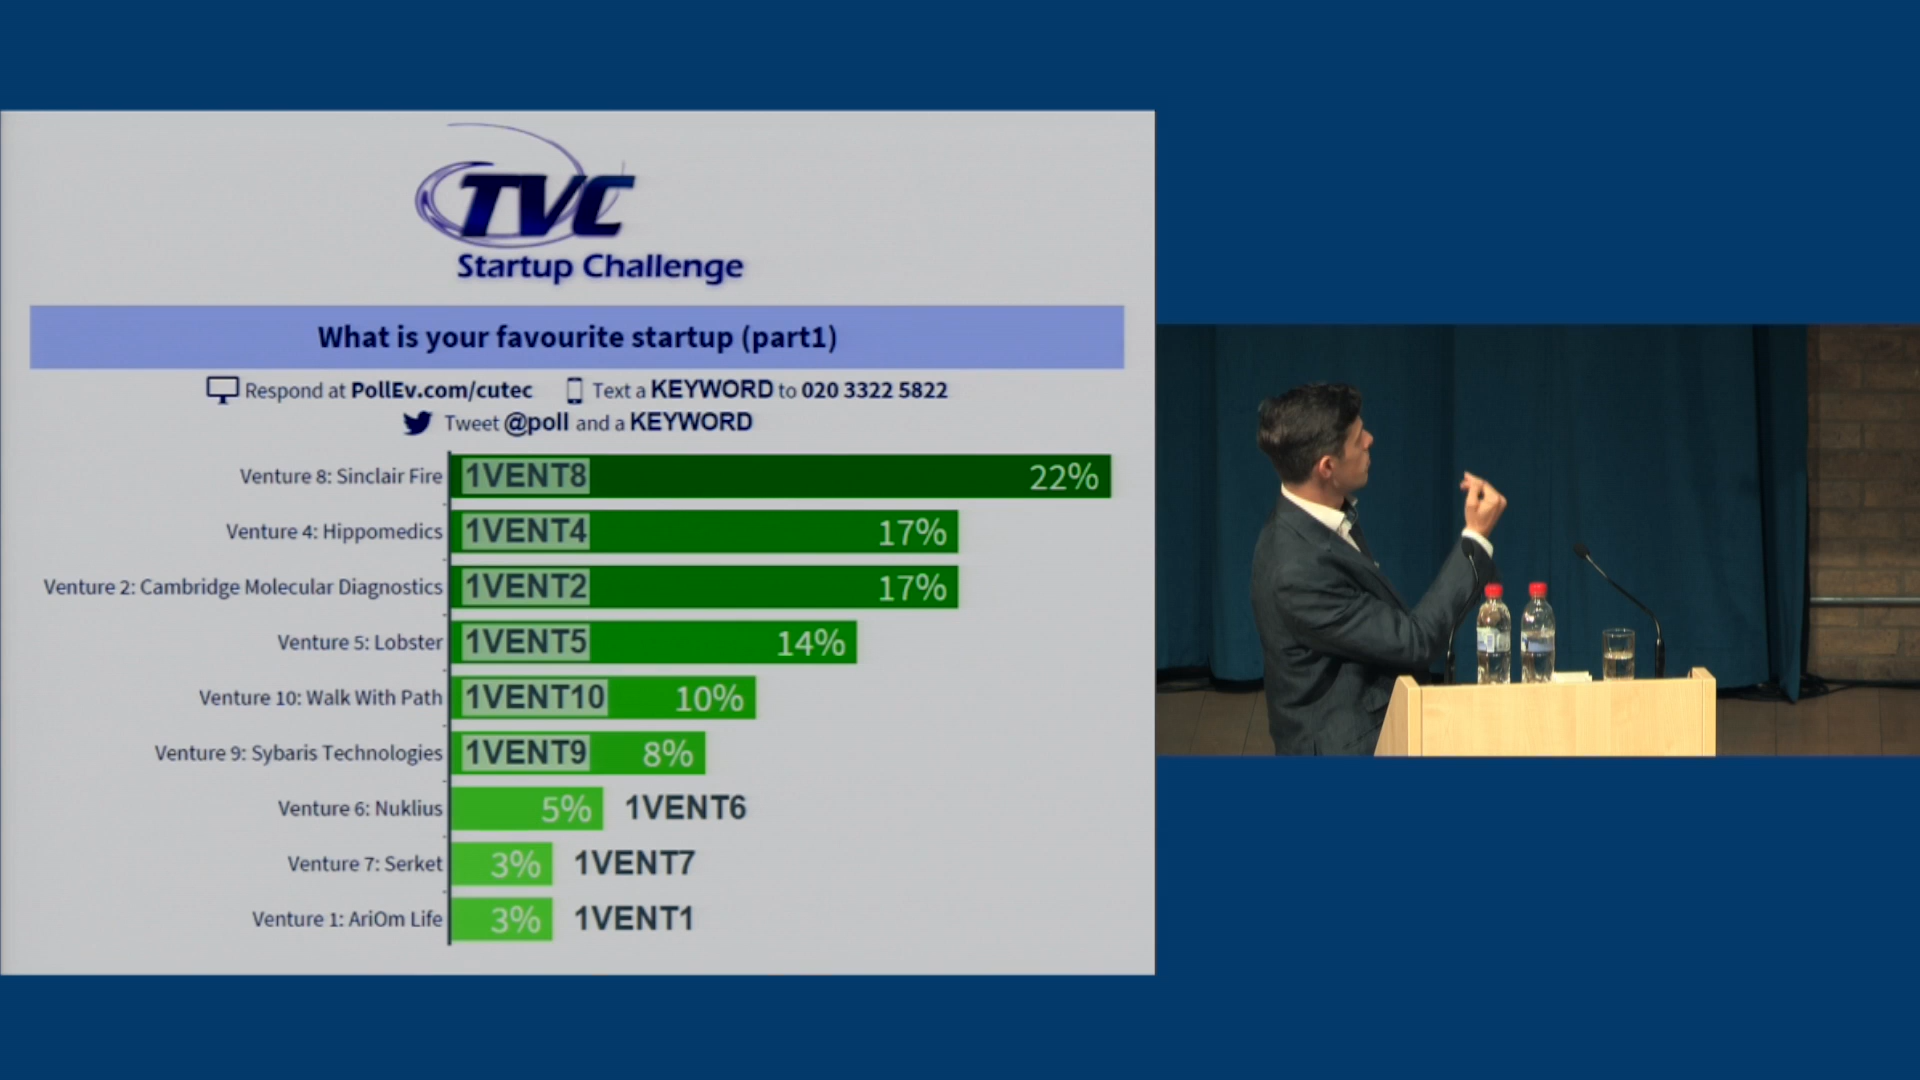 TVC
Startup Challenge
What is your favourite startup (part1)
Respond at PollEv.com/cutec Text a KEYWORD to 020 3322 5822
Tweet @poll and a KEYWORD
Venture 8: Sinclair Fire 1VENT8 22%
Venture 4: Hippomedics 1VENT4 17%
Venture 2: Cambridge Molecular Diagnostics 1VENT2 17%
Venture 5: Lobster 1VENT5 14%
Venture 10: Walk With Path 1VENT10 10%
Venture 9: Sybaris Technologies 1VENT9 8%
Venture 6: Nuklius 5% 1VENT6
Venture 7: Serket 3% 1VENT7
Venture 1: AriOm Life 3% 1VENT1